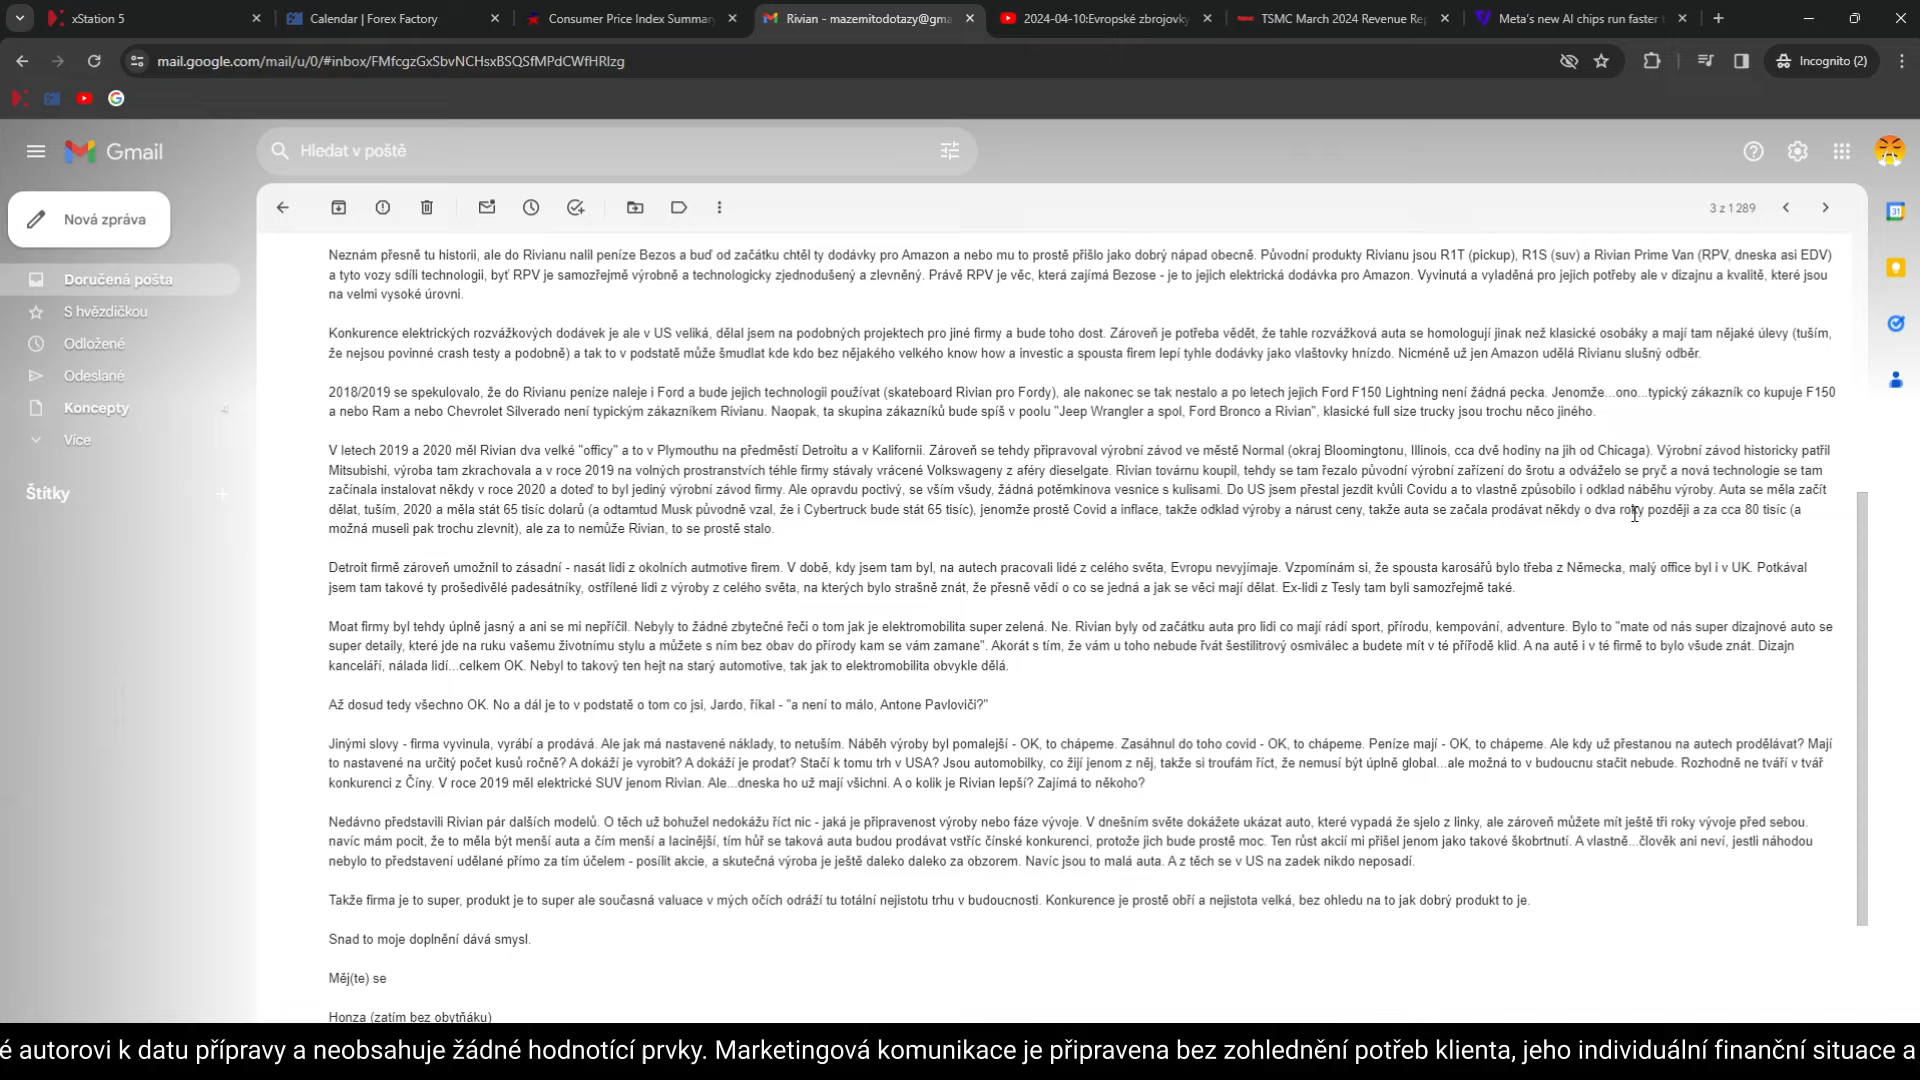 xStation 5
Calendar | Forex Factory
Consumer Price Index Summary
Rivian - mazemitodotazy@gma
2024-04-10:Evropské zbrojovky
TSMC March 2024 Revenue Rep
Meta's new AI chips run faster
mail.google.com/mail/u/0/#inbox/FMfcgzGxSbvNCHsxBSQSfMPdCWfHRlzg
Incognito (2)
Gmail
Hledat v poště
Nová zpráva
3 z 1 289
Doručená pošta
S hvězdičkou
Odložené
Odeslané
Koncepty 4
Více
Štítky
Neznám přesně tu historii, ale do Rivianu nalil peníze Bezos a buď od začátku chtěl ty dodávky pro Amazon a nebo mu to prostě přišlo jako dobrý nápad obecně. Původní produkty Rivianu jsou R1T (pickup), R1S (suv) a Rivian Prime Van (RPV, dneska asi EDV)
a tyto vozy sdílí technologii, byť RPV je samozřejmě výrobně a technologicky zjednodušený a zlevněný. Právě RPV je věc, která zajímá Bezose - je to jejich elektrická dodávka pro Amazon. Vyvinutá a vyladěná pro jejich potřeby ale v dizajnu a kvalitě, které jsou
na velmi vysoké úrovni.
Konkurence elektrických rozvážkových dodávek je ale v US veliká, dělal jsem na podobných projektech pro jiné firmy a bude toho dost. Zároveň je potřeba vědět, že tahle rozvážková auta se homologují jinak než klasické osobáky a mají tam nějaké úlevy (tuším,
že nejsou povinné crash testy a podobně) a tak to v podstatě může šmudlat kde kdo bez nějakého velkého know how a investic a spousta firem lepí tyhle dodávky jako vlaštovky hnízdo. Nicméně už jen Amazon udělá Rivianu slušný odběr.
2018/2019 se spekulovalo, že do Rivianu peníze naleje i Ford a bude jejich technologii používat (skateboard Rivian pro Fordy), ale nakonec se tak nestalo a po letech jejich Ford F150 Lightning není žádná pecka. Jenomže...ono...typický zákazník co kupuje F150
a nebo Ram a nebo Chevrolet Silverado není typickým zákazníkem Rivianu. Naopak, ta skupina zákazníků bude spíš v poolu "Jeep Wrangler a spol, Ford Bronco a Rivian", klasické full size trucky jsou trochu něco jiného.
V letech 2019 a 2020 měl Rivian dva velké "officy" a to v Plymouthu na předměstí Detroitu a v Kalifornii. Zároveň se tehdy připravoval výrobní závod ve městě Normal (okraj Bloomingtonu, Illinois, cca dvě hodiny na jih od Chicaga). Výrobní závod historicky patřil
Mitsubishi, výroba tam zkrachovala a v roce 2019 na volných prostranstvích téhle firmy stávaly vrácené Volkswageny z aféry dieselgate. Rivian továrnu koupil, tehdy se tam řezalo původní výrobní zařízení do šrotu a odváželo se pryč a nová technologie se tam
začínala instalovat někdy v roce 2020 a doteď to byl jediný výrobní závod firmy. Ale opravdu poctivý, se vším všudy, žádná potěmkinova vesnice s kulisami. Do US jsem přestal jezdit kvůli Covidu a to vlastně způsobilo i odklad náběhu výroby. Auta se měla začít
dělat, tuším, 2020 a měla stát 65 tisíc dolarů (a odtamtud Musk původně vzal, že i Cybertruck bude stát 65 tisíc), jenomže prostě Covid a inflace, takže odklad výroby a nárust ceny, takže auta se začala prodávat někdy o dva roky později a za cca 80 tisíc (a
možná museli pak trochu zlevnit), ale za to nemůže Rivian, to se prostě stalo.
Detroit firmě zároveň umožnil to zásadní - nasát lidi z okolních autmotive firem. V době, kdy jsem tam byl, na autech pracovali lidé z celého světa, Evropu nevyjímaje. Vzpomínám si, že spousta karosářů bylo třeba z Německa, malý office byl i v UK. Potkával
jsem tam takové ty prošedivělé padesátníky, ostřílené lidi z výroby z celého světa, na kterých bylo strašně znát, že přesně vědí o co se jedná a jak se věci mají dělat. Ex-lidi z Tesly tam byli samozřejmě také.
Moat firmy byl tehdy úplně jasný a ani se mi nepříčil. Nebyly to žádné zbytečné řeči o tom jak je elektromobilita super zelená. Ne. Rivian byly od začátku auta pro lidi co mají rádi sport, přírodu, kempování, adventure. Bylo to "mate od nás super dizajnové auto se
super detaily, které jde na ruku vašemu životnímu stylu a můžete s ním bez obav do přírody kam se vám zamane". Akorát s tím, že vám u toho nebude řvát šestilitrový osmiválec a budete mít v té přířodě klid. A na autě i v té firmě to bylo všude znát. Dizajn
kanceláří, nálada lidí...celkem OK. Nebyl to takový ten hejt na starý automotive, tak jak to elektromobilita obvykle dělá.
Až dosud tedy všechno OK. No a dál je to v podstatě o tom co jsi, Jardo, říkal - "a není to málo, Antone Pavloviči?"
Jinými slovy - firma vyvinula, vyrábí a prodává. Ale jak má nastavené náklady, to netuším. Náběh výroby byl pomalejší - OK, to chápeme. Zasáhnul do toho covid - OK, to chápeme. Peníze mají - OK, to chápeme. Ale kdy už přestanou na autech prodělávat? Mají
to nastavené na určitý počet kusů ročně? A dokáží je vyrobit? A dokáží je prodat? Stačí k tomu trh v USA? Jsou automobilky, co žijí jenom z něj, takže si troufám říct, že nemusí být úplně global...ale možná to v budoucnu stačit nebude. Rozhodně ne tváří v tvář
konkurenci z Číny. V roce 2019 měl elektrické SUV jenom Rivian. Ale...dneska ho už mají všichni. A o kolik je Rivian lepší? Zajímá to někoho?
Nedávno představili Rivian pár dalších modelů. O těch už bohužel nedokážu říct nic - jaká je připravenost výroby nebo fáze vývoje. V dnešním světe dokážete ukázat auto, které vypadá že sjelo z linky, ale zároveň můžete mít ještě tři roky vývoje před sebou.
navíc mám pocit, že to měla být menší auta a čím menší a lacinější, tím hůř se taková auta budou prodávat vstříc čínské konkurenci, protože jich bude prostě moc. Ten růst akcií mi přišel jenom jako takové škobrtnutí. A vlastně...člověk ani neví, jestli náhodou
nebylo to představení udělané přímo za tím účelem - posílit akcie, a skutečná výroba je ještě daleko daleko za obzorem. Navíc jsou to malá auta. A z těch se v US na zadek nikdo neposadí.
Takže firma je to super, produkt je to super ale současná valuace v mých očích odráží tu totální nejistotu trhu v budoucnosti. Konkurence je prostě obří a nejistota velká, bez ohledu na to jak dobrý produkt to je.
Snad to moje doplnění dává smysl.
Měj(te) se
Honza (zatím bez obytňáku)
é autorovi k datu přípravy a neobsahuje žádné hodnotící prvky. Marketingová komunikace je připravena bez zohlednění potřeb klienta, jeho individuální finanční situace a